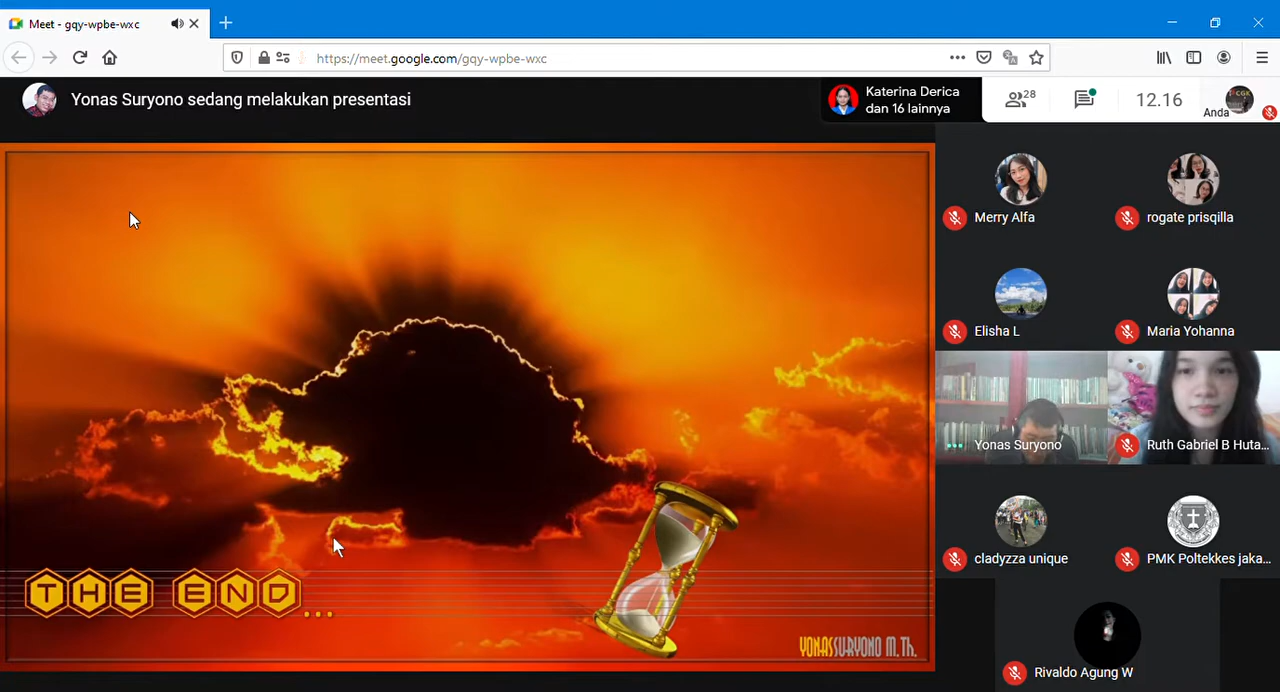 Meet - gqy-wpbe-wxc
https://meet.google.com/gqy-wpbe-wxc
Yonas Suryono sedang melakukan presentasi
Katerina Derica
dan 16 lainnya
28
12.16
Anda
CGK
Merry Alfa
rogate prisqilla
Elisha L
Maria Yohanna
Yonas Suryono
Ruth Gabriel B Huta...
cladyzza unique
PMK Poltekkes jaka...
Rivaldo Agung W
THE END...
YONASSURYONO M.Th.